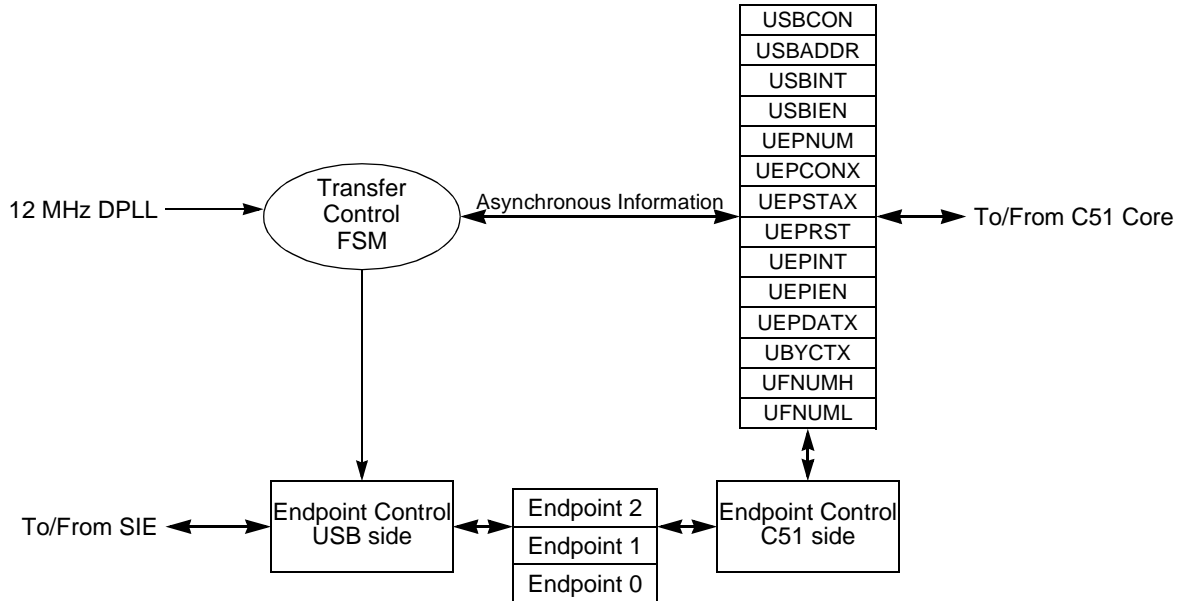 USBCON
USBADDR
USBINT
USBIEN
UEPNUM
UEPCONX
UEPSTAX
UEPRST
UEPINT
UEPIEN
UEPDATX
UBYCTX
UFNUMH
UFNUML
12 MHz DPLL
Transfer
Control
FSM
Asynchronous Information
To/From C51 Core
To/From SIE
Endpoint Control
USB side
Endpoint 2
Endpoint 1
Endpoint 0
Endpoint Control
C51 side